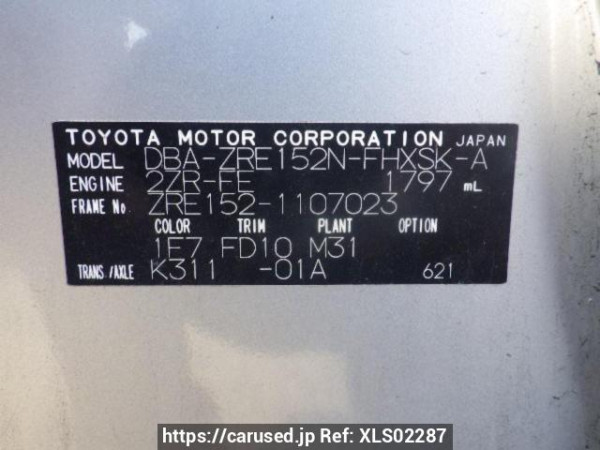 TOYOTA MOTOR CORPORATION JAPAN
MODEL DBA-ZRE152N-FHXSK-A
ENGINE 2ZR-FE 1797 mL
FRAME No. ZRE152-1107023
COLOR TRIM PLANT OPTION
1F7 FD10 M31
TRANS./AXLE K311 -01A 621
https://carused.jp Ref: XLS02287